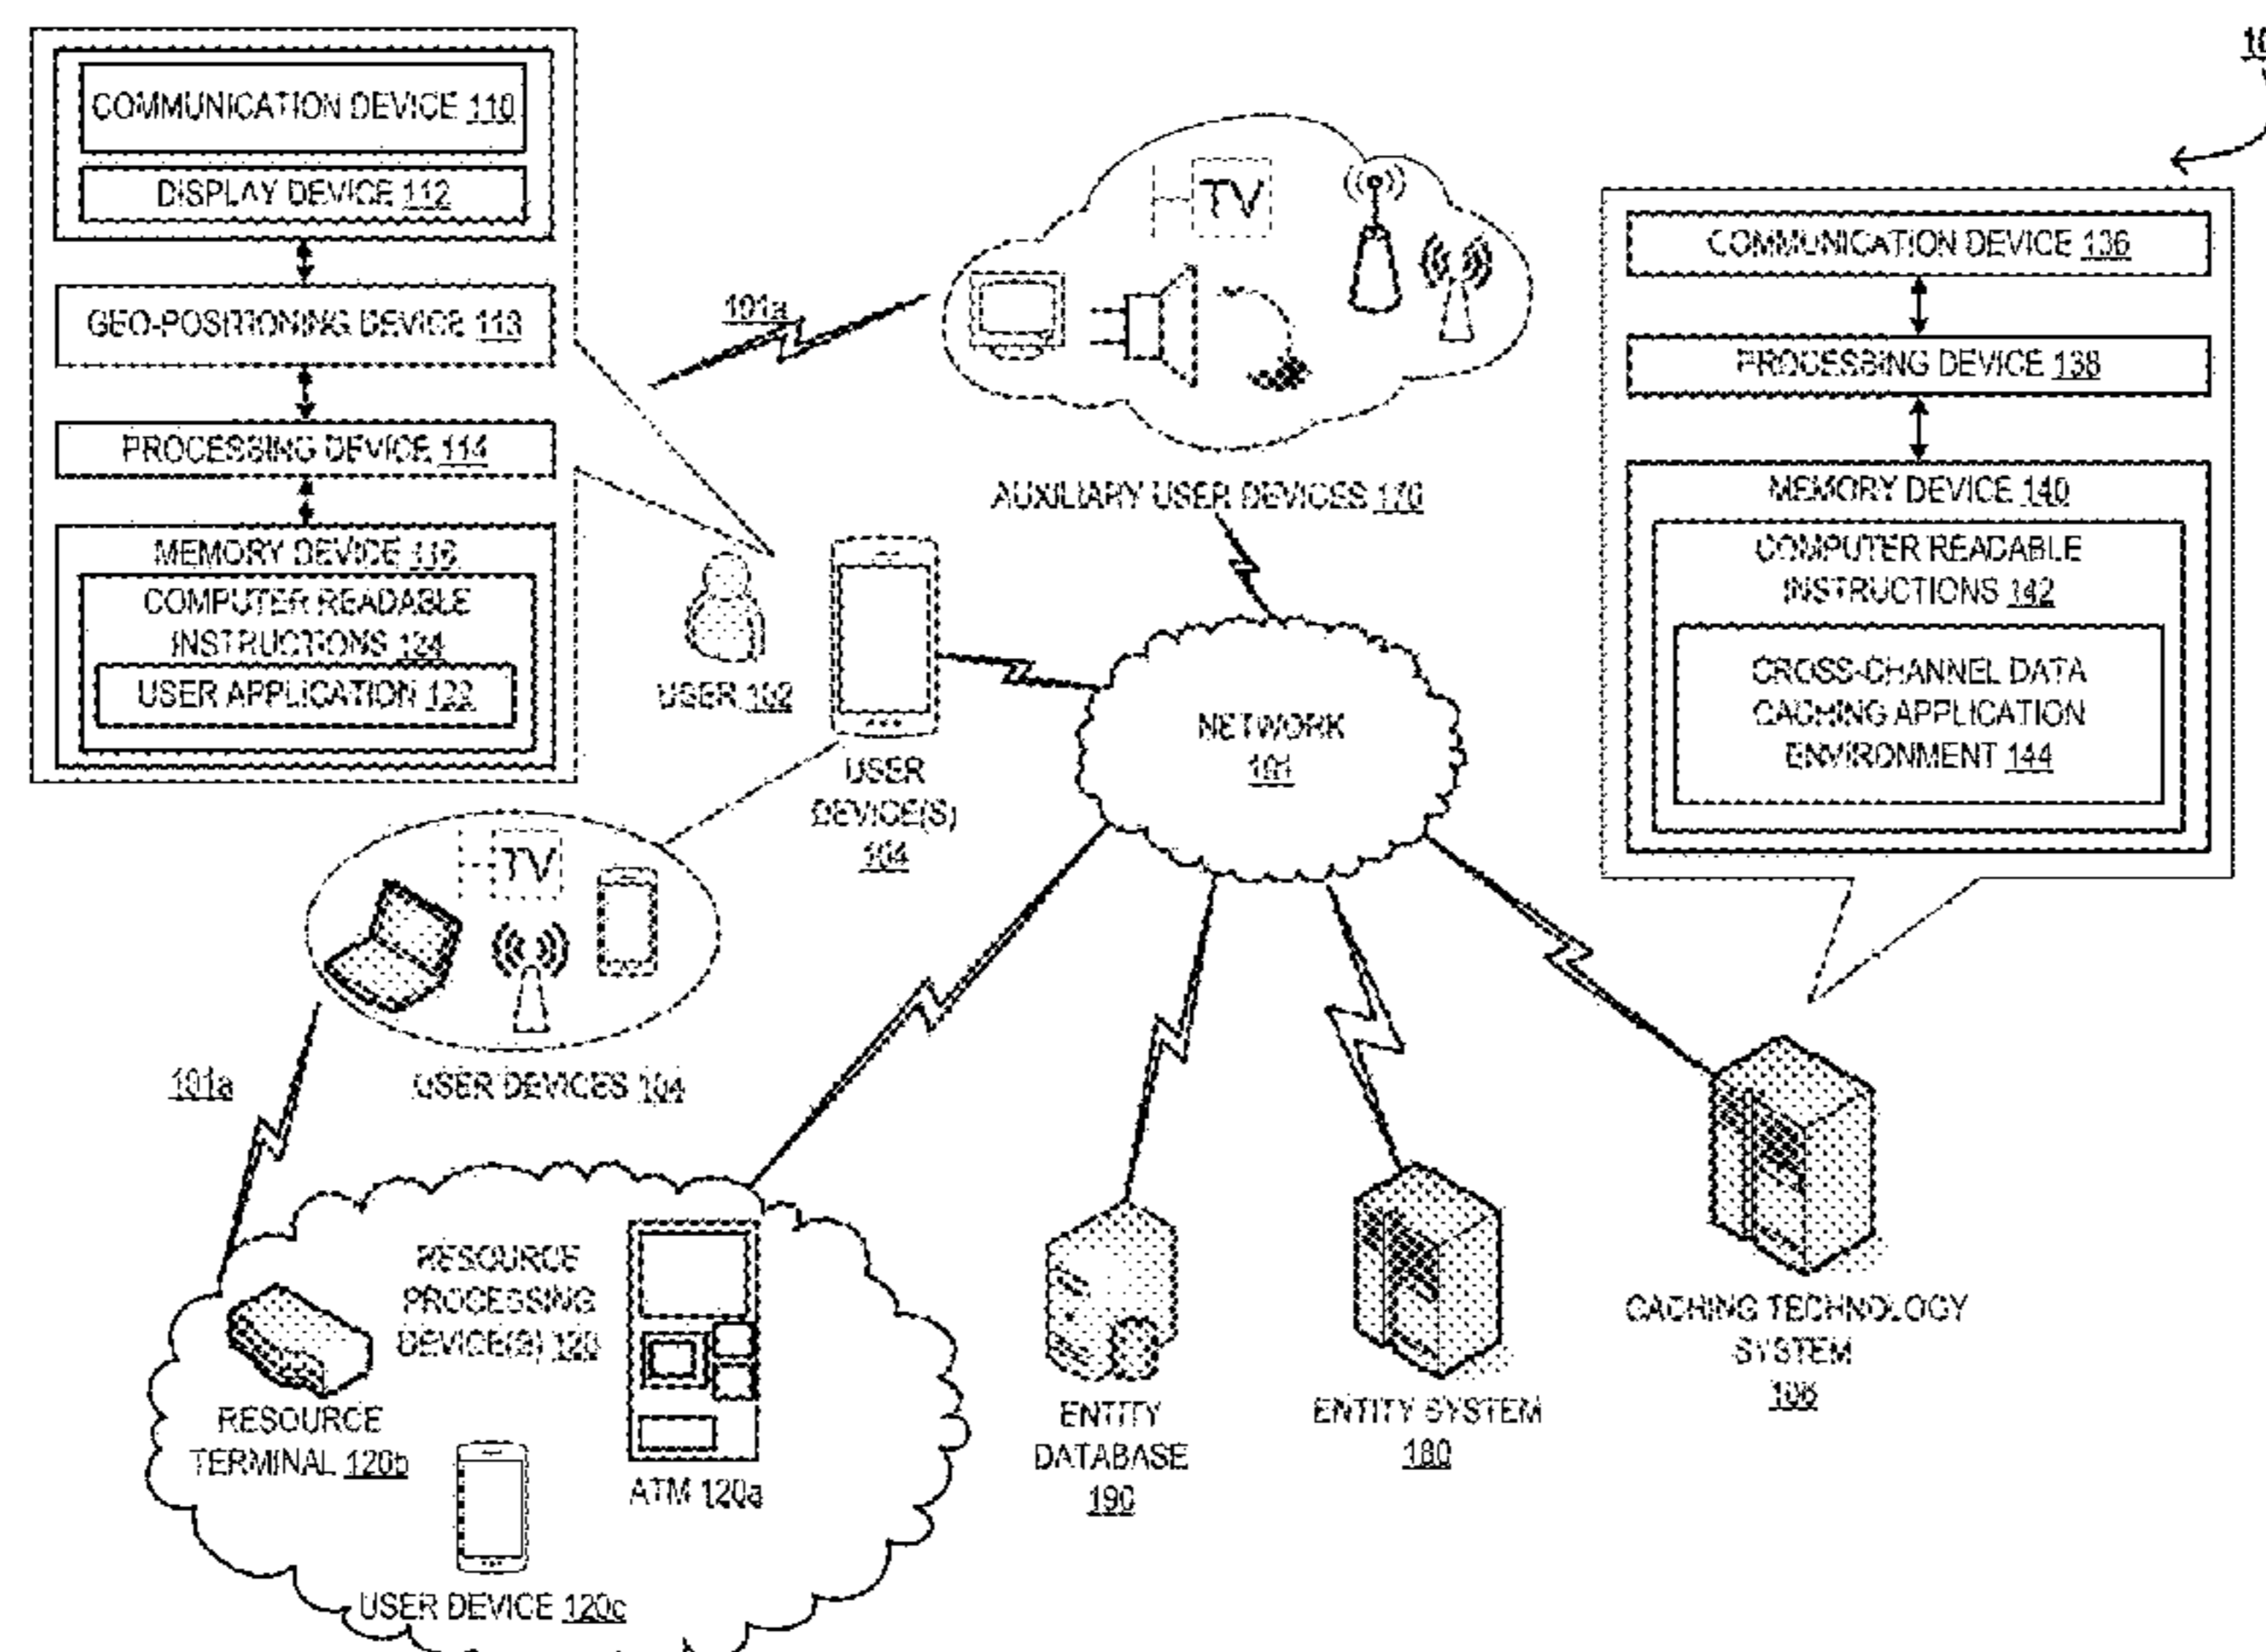 COMMUNICATION DEVICE 110
DISPLAY DEVICE 112
GEO-POSITIONING DEVICE 113
PROCESSING DEVICE 114
MEMORY DEVICE 116
COMPUTER READABLE
INSTRUCTIONS 124
USER APPLICATION 122
101a
TV
AUXILIARY USER DEVICES 170
COMMUNICATION DEVICE 136
PROCESSING DEVICE 138
MEMORY DEVICE 140
COMPUTER READABLE
INSTRUCTIONS 142
CROSS-CHANNEL DATA
CACHING APPLICATION
ENVIRONMENT 144
USER 102
USER
DEVICE(S)
104
NETWORK
101
TV
USER DEVICES 104
101a
RESOURCE
PROCESSING
DEVICE(S) 120
RESOURCE
TERMINAL 120b
ATM 120a
USER DEVICE 120c
ENTITY
DATABASE
190
ENTITY SYSTEM
180
CACHING TECHNOLOGY
SYSTEM
106